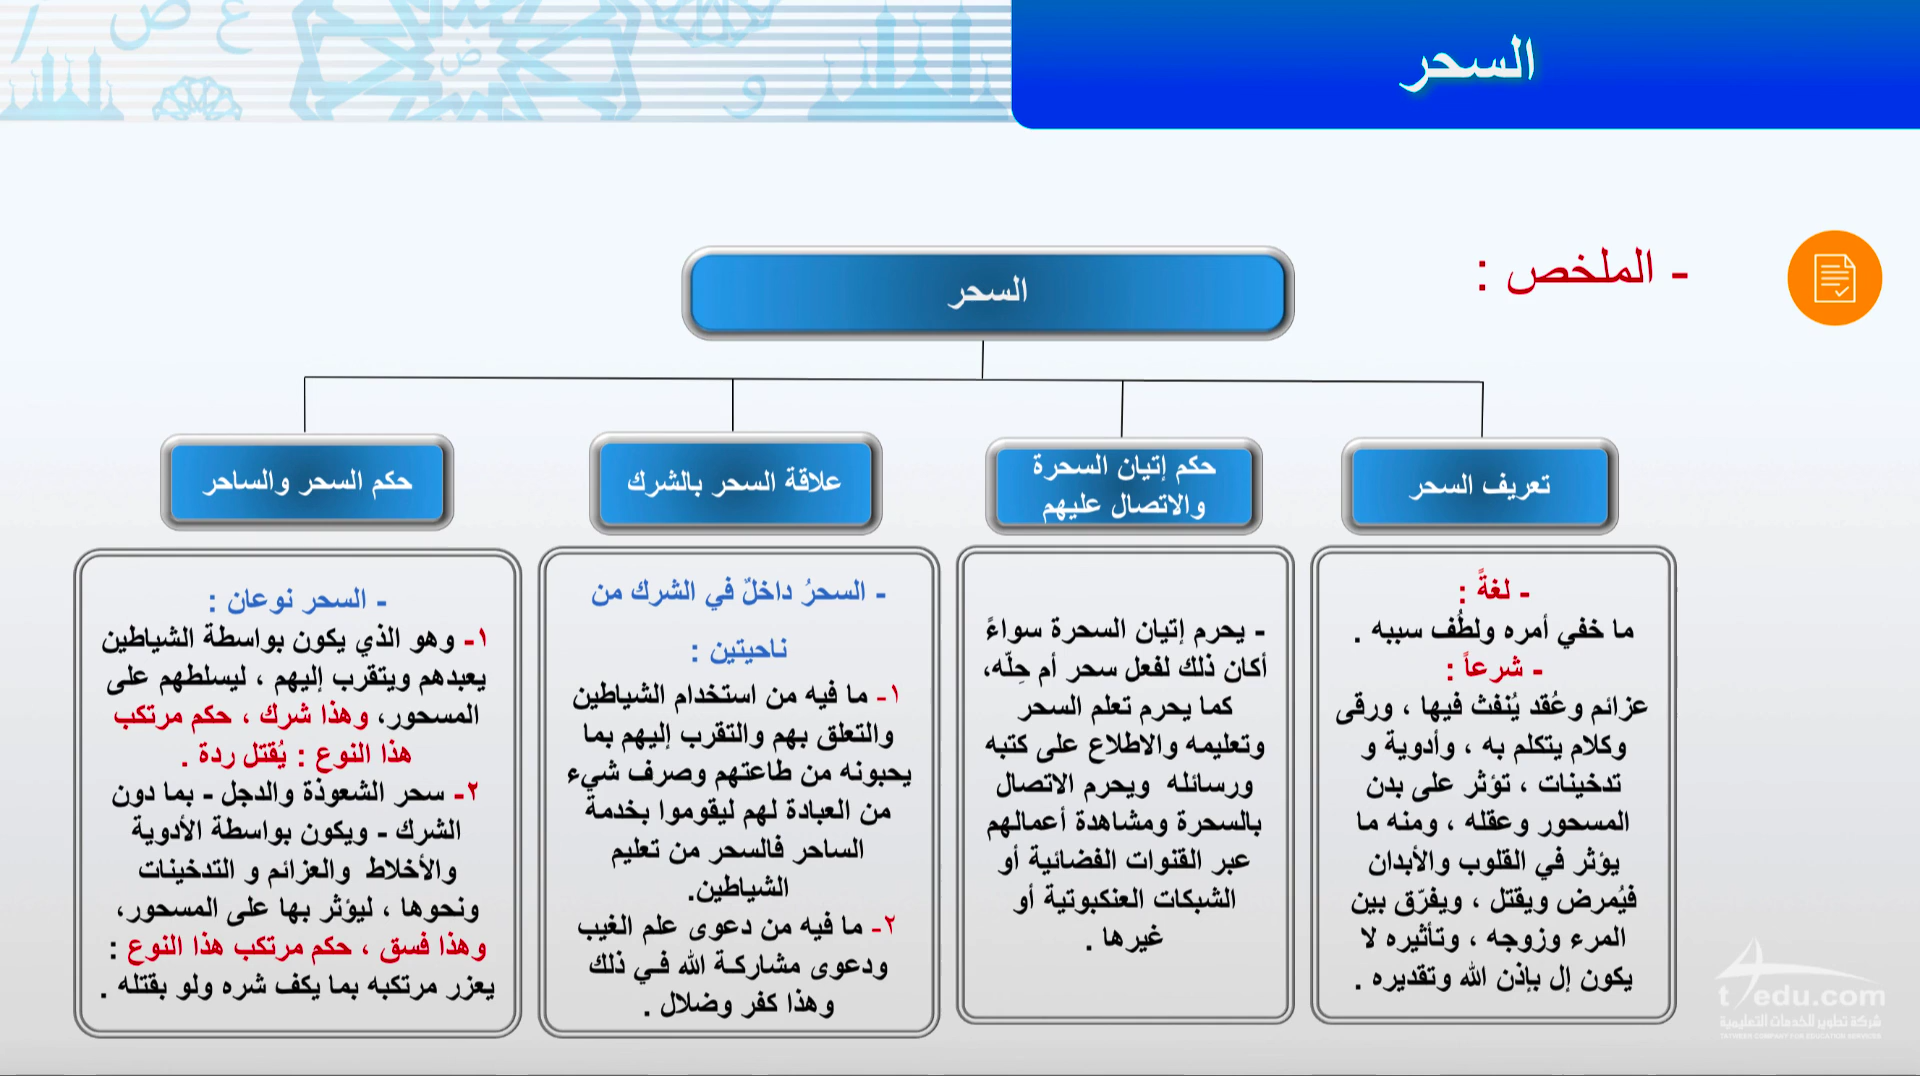 السحر
- الملخص :
السحر
تعريف السحر
حكم إتيان السحرة
والاتصال عليهم
علاقة السحر بالشرك
حكم السحر والساحر
- لغةً :
ما خفي أمره ولطُف سببه .
- شرعاً :
عزائم وعُقد يُنفث فيها ، ورقى
وكلام يتكلم به ، وأدوية و
تدخينات ، تؤثر على بدن
المسحور وعقله ، ومنه ما
يؤثر في القلوب والأبدان
فيُمرض ويقتل ، ويفرّق بين
المرء وزوجه ، وتأثيره لا
يكون إل بإذن الله وتقديره .
- يحرم إتيان السحرة سواءً
أكان ذلك لفعل سحر أم حِلّه،
كما يحرم تعلم السحر
وتعليمه والاطلاع على كتبه
ورسائله ويحرم الاتصال
بالسحرة ومشاهدة أعمالهم
عبر القنوات الفضائية أو
الشبكات العنكبوتية أو
غيرها .
- السحرُ داخلٌ في الشرك من
ناحيتين :
١- ما فيه من استخدام الشياطين
والتعلق بهم والتقرب إليهم بما
يحبونه من طاعتهم وصرف شيء
من العبادة لهم ليقوموا بخدمة
الساحر فالسحر من تعليم
الشياطين.
٢- ما فيه من دعوى علم الغيب
ودعوى مشاركـة الله فـي ذلك
وهذا كفر وضلال .
- السحر نوعان :
١- وهو الذي يكون بواسطة الشياطين
يعبدهم ويتقرب إليهم ، ليسلطهم على
المسحور، وهذا شرك ، حكم مرتكب
هذا النوع : يُقتل ردة .
٢- سحر الشعوذة والدجل - بما دون
الشرك - ويكون بواسطة الأدوية
والأخلاط والعزائم و التدخينات
ونحوها ، ليؤثر بها على المسحور،
وهذا فسق ، حكم مرتكب هذا النوع :
يعزر مرتكبه بما يكف شره ولو بقتله .
t4edu.com
شركة تطوير للخدمات التعليمية
TATWEER COMPANY FOR EDUCATION SERVICES